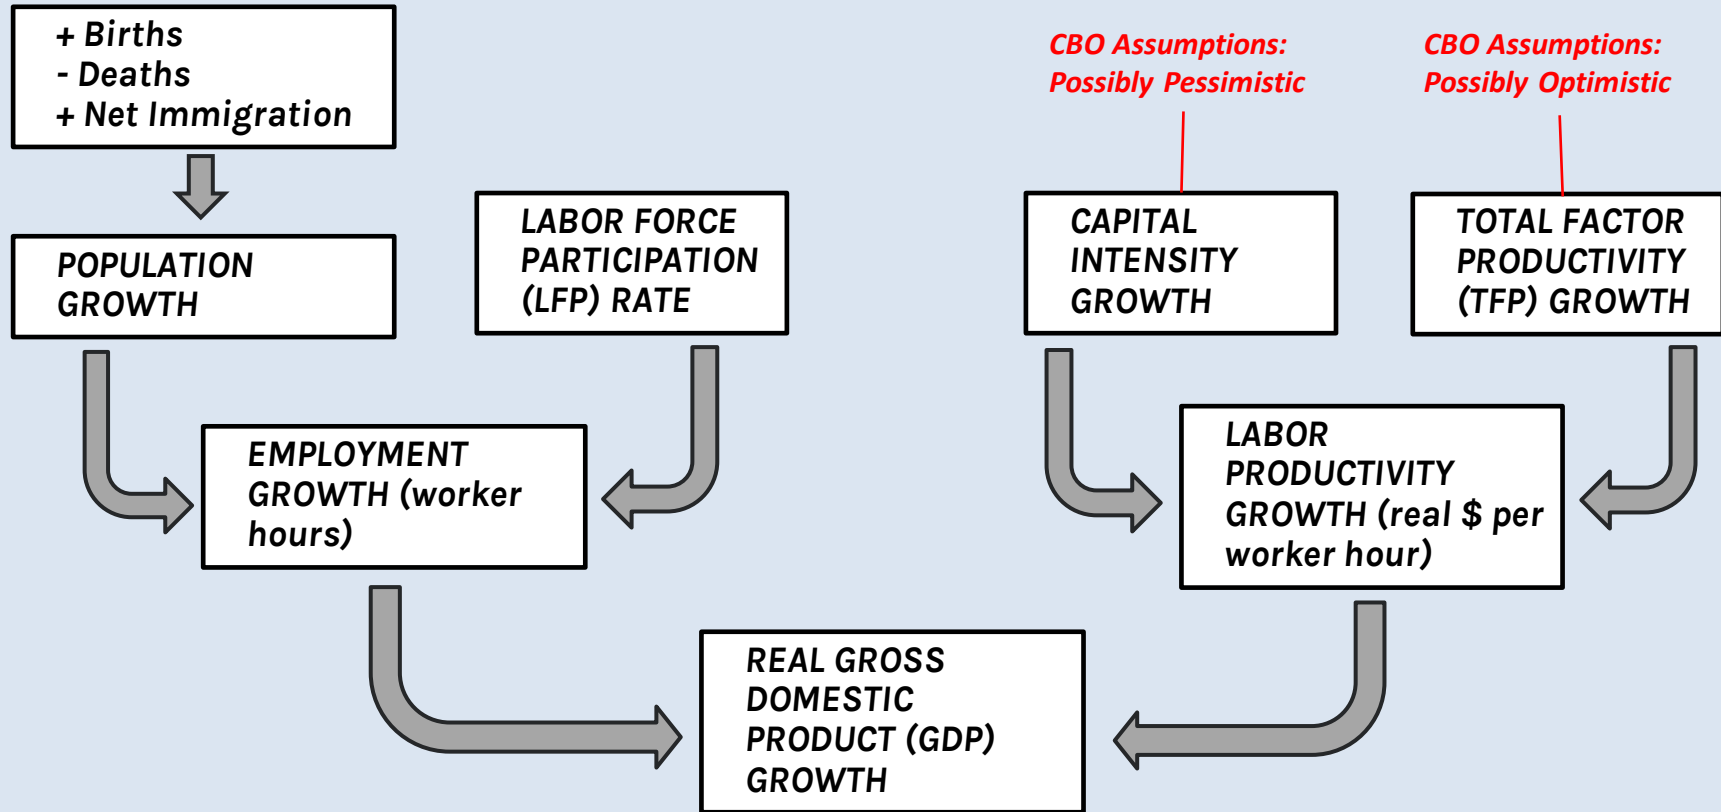 + Births
- Deaths
+ Net Immigration
CBO Assumptions:
Possibly Pessimistic
CBO Assumptions:
Possibly Optimistic
POPULATION
GROWTH
LABOR FORCE
PARTICIPATION
(LFP) RATE
CAPITAL
INTENSITY
GROWTH
TOTAL FACTOR
PRODUCTIVITY
(TFP) GROWTH
EMPLOYMENT
GROWTH (worker
hours)
LABOR
PRODUCTIVITY
GROWTH (real $ per
worker hour)
REAL GROSS
DOMESTIC
PRODUCT (GDP)
GROWTH